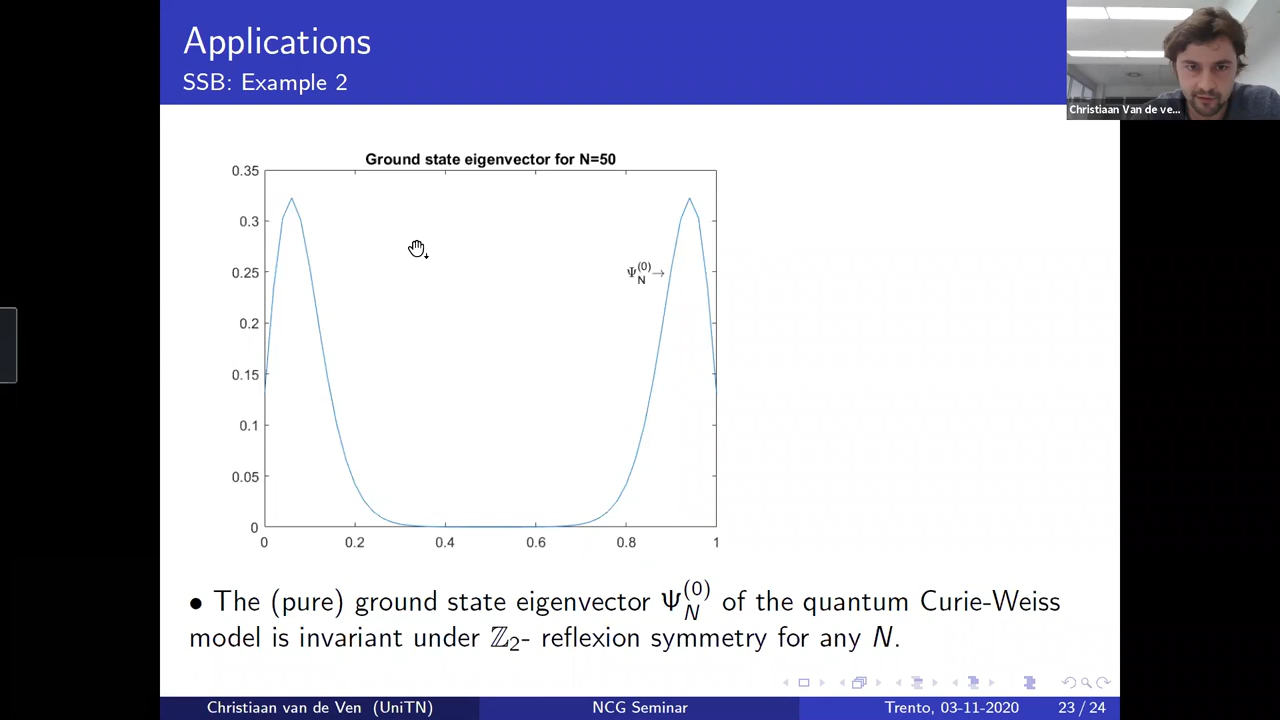 Applications
SSB: Example 2
Christiaan Van de ve...
Ground state eigenvector for N=50
0.35
0.3
0.25
0.2
0.15
0.1
0.05
0
Ψ_N^(0)→
0 0.2 0.4 0.6 0.8 1
• The (pure) ground state eigenvector Ψ_N^(0) of the quantum Curie-Weiss
model is invariant under ℤ₂- reflexion symmetry for any N.
Christiaan van de Ven (UniTN) NCG Seminar Trento, 03-11-2020 23 / 24